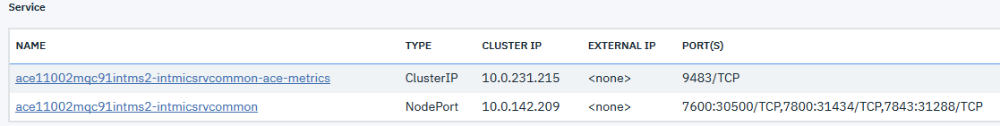 Service
NAME TYPE CLUSTER IP EXTERNAL IP PORT(S)
ace11002mqc91intms2-intmicsrvcommon-ace-metrics ClusterIP 10.0.231.215 <none> 9483/TCP
ace11002mqc91intms2-intmicsrvcommon NodePort 10.0.142.209 <none> 7600:30500/TCP,7800:31434/TCP,7843:31288/TCP